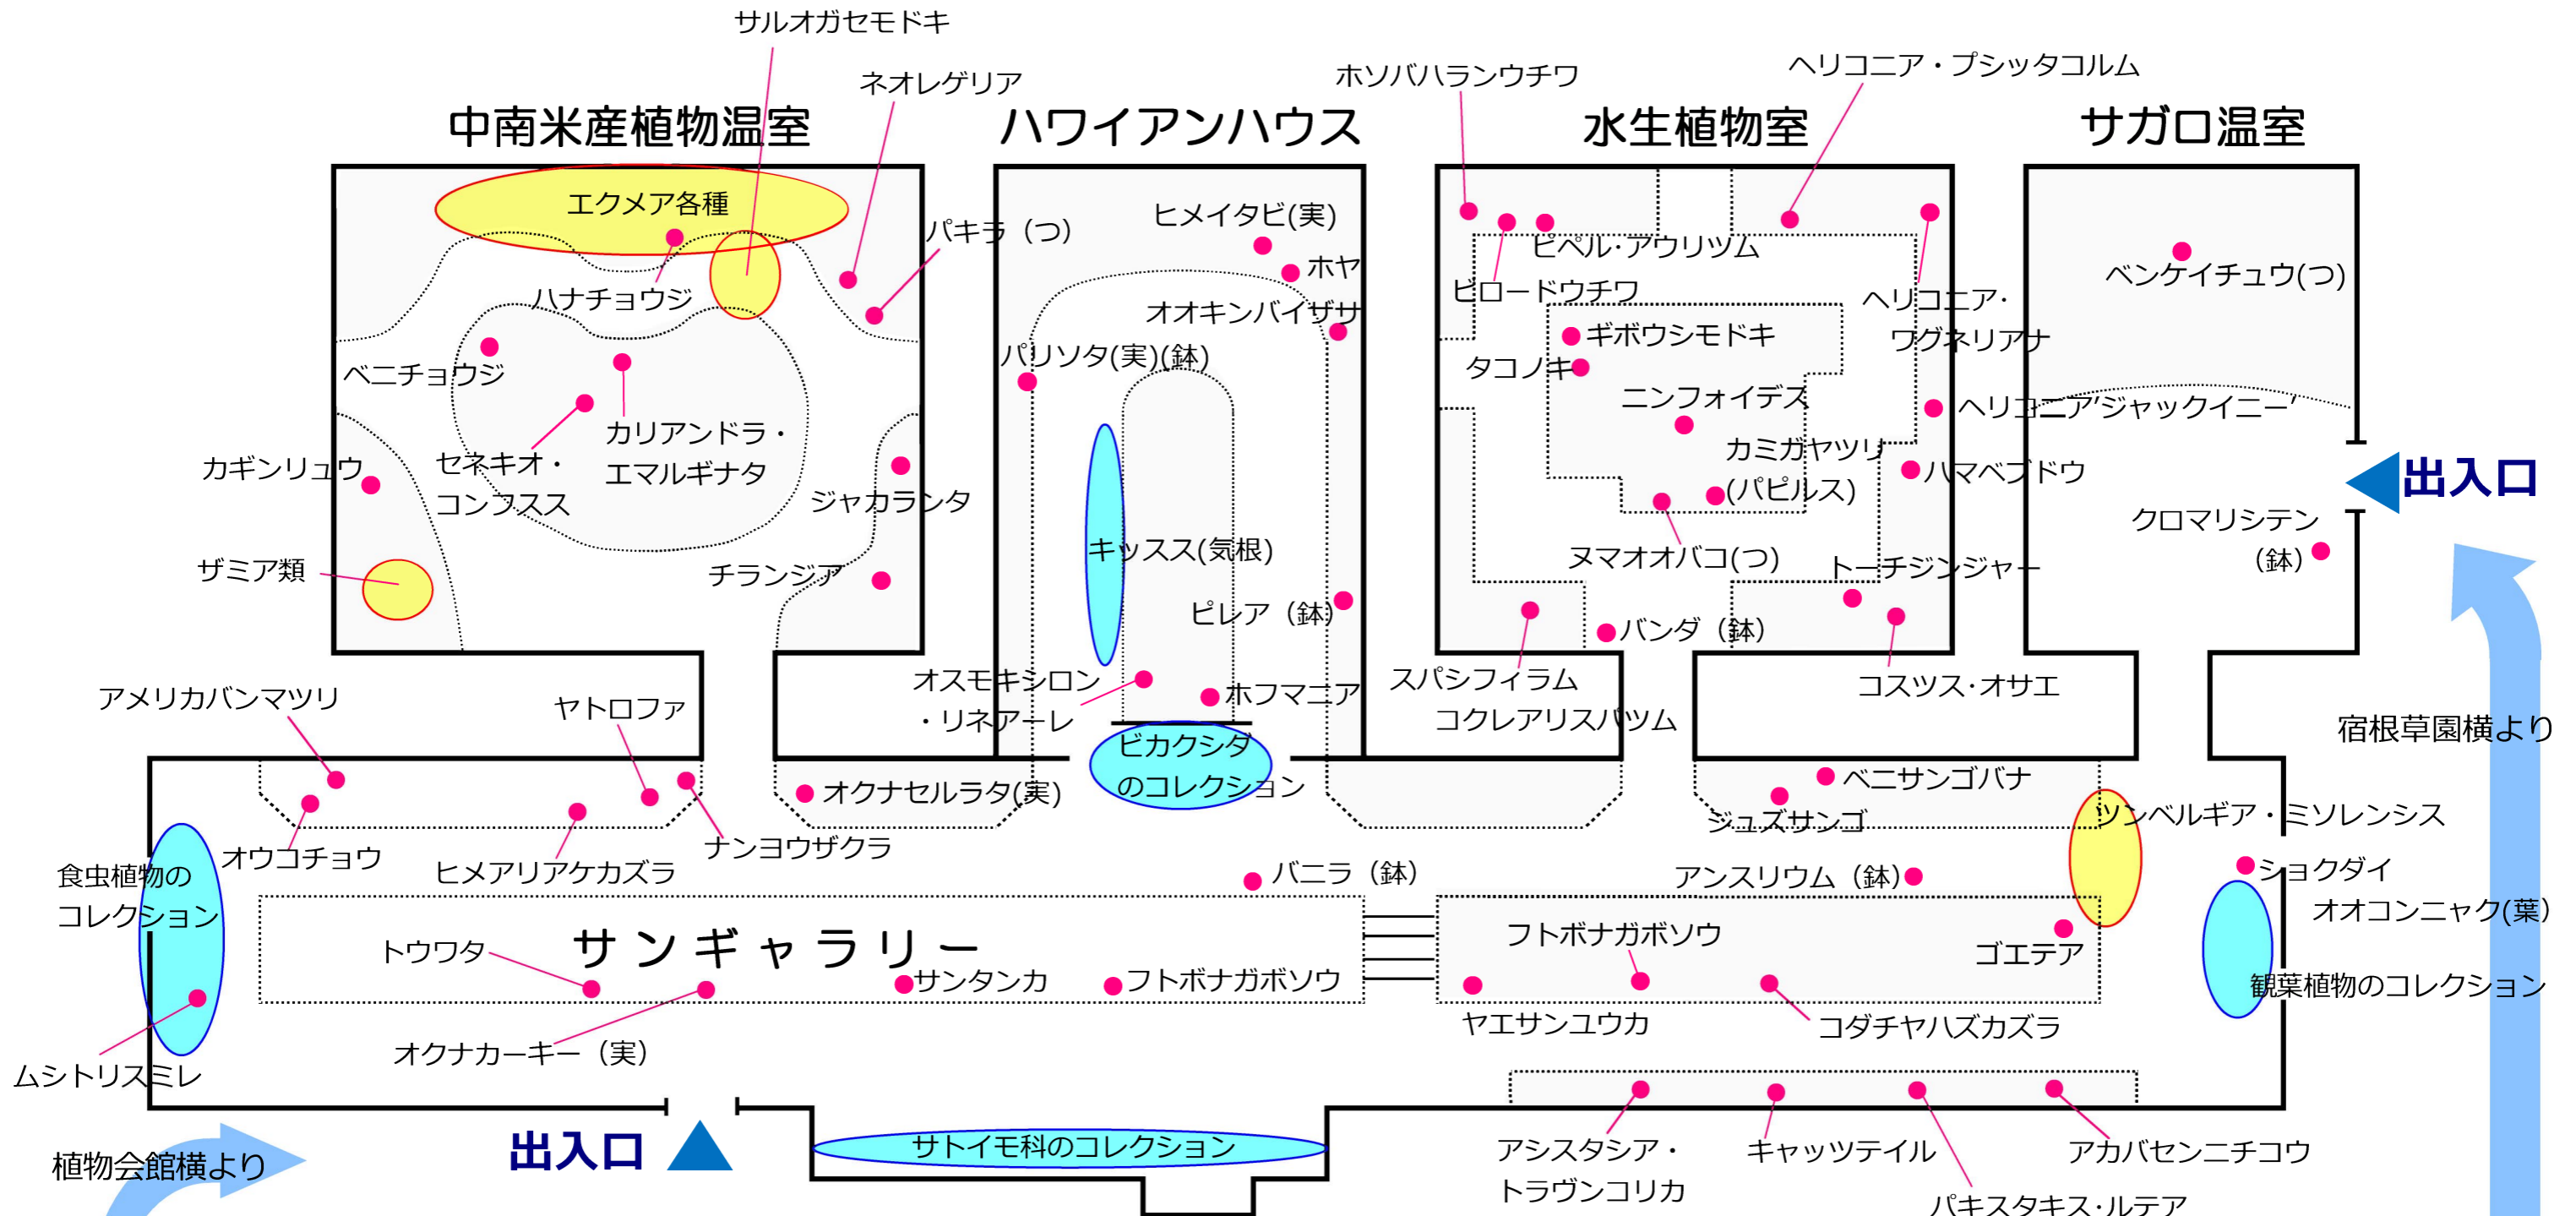 サルオガセモドキ
ネオレゲリア
ホソバハランウチワ
ヘリコニア・プシッタコルム
中南米産植物温室
ハワイアンハウス
水生植物室
サガロ温室
エクメア各種
パキラ（つ）
ハナチョウジ
ベニチョウジ
カリアンドラ・
エマルギナタ
セネキオ・
コンフスス
カギンリュウ
ザミア類
ジャカランタ
チランジア
ヒメイタビ(実)
ホヤ
オオキンバイザサ
パリソタ(実)(鉢)
キッスス(気根)
ピレア（鉢）
オスモキシロン
・リネアーレ
ホフマニア
ビカクシダ
のコレクション
ピペル・アウリツム
ビロードウチワ
ギボウシモドキ
タコノキ
ニンフォイデス
カミガヤツリ
(パピルス)
ヌマオオバコ(つ)
ヘリコニア・
ワグネリアナ
ヘリコニア’ジャックイニー’
ハマベブドウ
トーチジンジャー
バンダ（鉢）
スパシフィラム
コクレアリスパツム
コスツス・オサエ
ベンケイチュウ(つ)
クロマリシテン
（鉢）
出入口
宿根草園横より
アメリカバンマツリ
ヤトロファ
オウコチョウ
ヒメアリアケカズラ
ナンヨウザクラ
オクナセルラタ(実)
ベニサンゴバナ
ジュズサンゴ
ツンベルギア・ミソレンシス
食虫植物の
コレクション
バニラ（鉢）
アンスリウム（鉢）
ショクダイ
オオコンニャク(葉)
サンギャラリー
トウワタ
サンタンカ
フトボナガボソウ
フトボナガボソウ
ゴエテア
観葉植物のコレクション
ヤエサンユウカ
コダチヤハズカズラ
オクナカーキー（実）
ムシトリスミレ
植物会館横より
出入口
サトイモ科のコレクション
アシスタシア・
トラヴンコリカ
キャッツテイル
パキスタキス・ルテア
アカバセンニチコウ